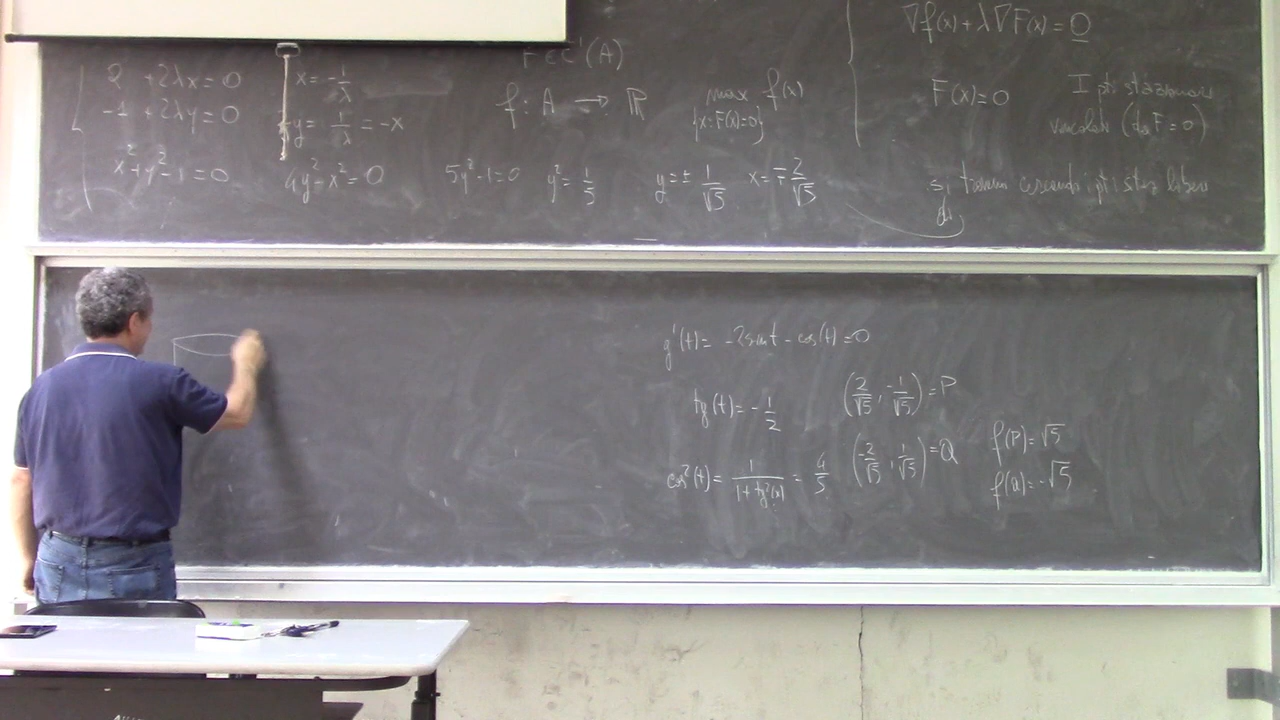 2 + 2λx = 0
-1 + 2λy = 0
x² + y² - 1 = 0
x = - 1/λ
y = 1/λ = -x
4y² - x² = 0
5y² - 1 = 0 y² = 1/5 y = ± 1/√5 x = ∓ 2/√5
F ∈ C¹(A)
f : A → ℝ
max f(x)
{x: F(x)=0}
∇f(x) + λ∇F(x) = 0
F(x) = 0
I pti stazionari
vincolati (da F = 0)
si trovano cercando i pti staz liberi
di
g'(t) = -2sin t - cos(t) = 0
tg(t) = - 1/2
cos²(t) = 1/(1+tg²(x)) = 4/5
(2/√5, -1/√5) = P
(-2/√5, 1/√5) = Q
f(P) = √5
f(Q) = -√5